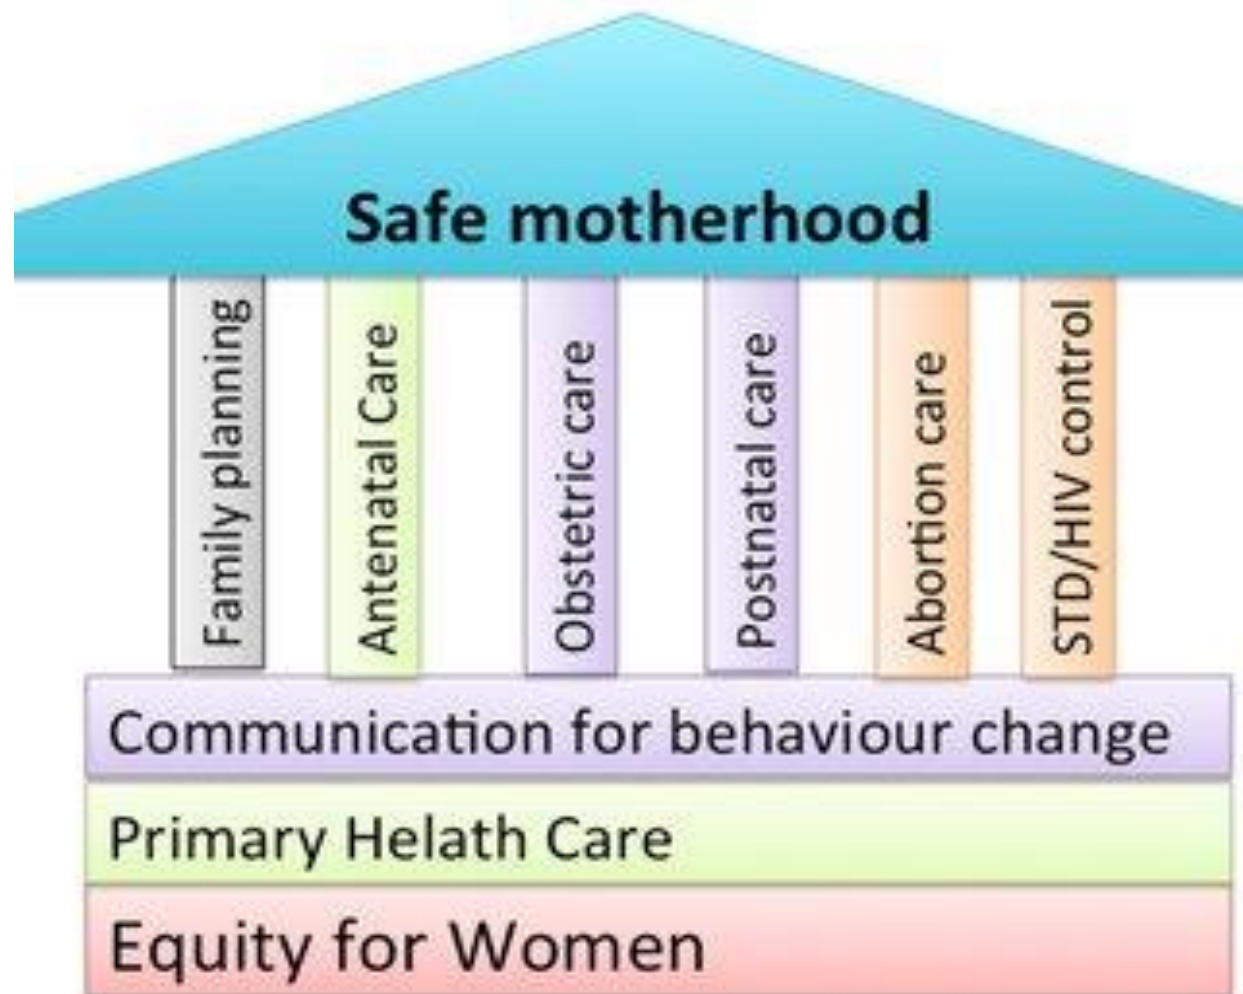 Safe motherhood
Family planning
Antenatal Care
Obstetric care
Postnatal care
Abortion care
STD/HIV control
Communication for behaviour change
Primary Helath Care
Equity for Women